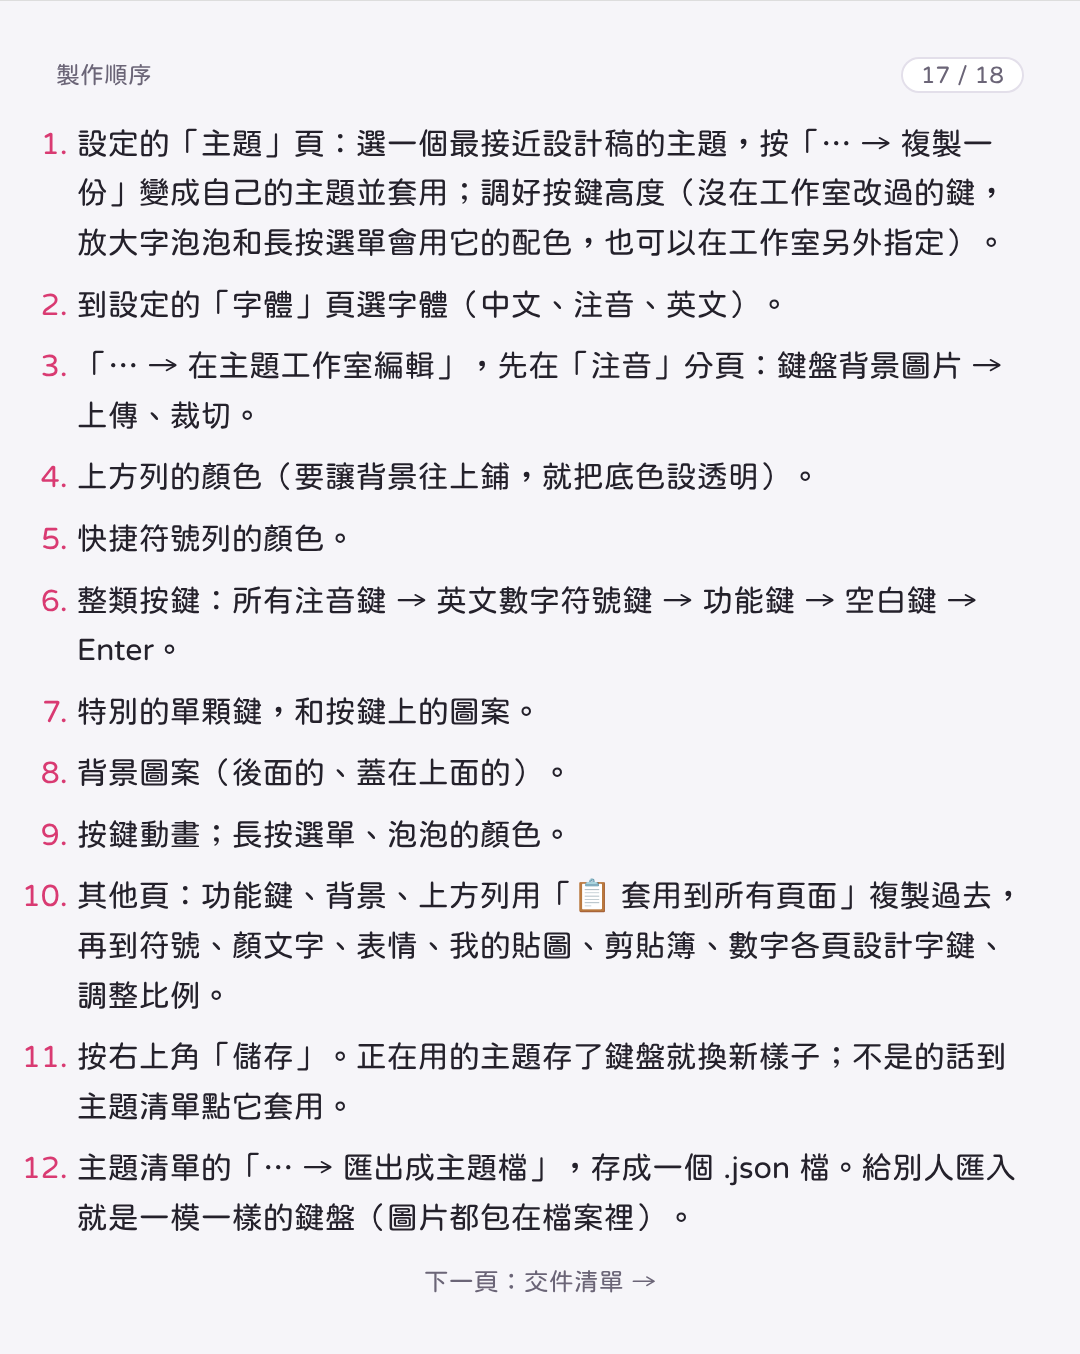 製作順序
17 / 18
1. 設定的「主題」頁：選一個最接近設計稿的主題，按「⋯ → 複製一
份」變成自己的主題並套用；調好按鍵高度（沒在工作室改過的鍵，
放大字泡泡和長按選單會用它的配色，也可以在工作室另外指定）。
2. 到設定的「字體」頁選字體（中文、注音、英文）。
3. 「⋯ → 在主題工作室編輯」，先在「注音」分頁：鍵盤背景圖片 →
上傳、裁切。
4. 上方列的顏色（要讓背景往上鋪，就把底色設透明）。
5. 快捷符號列的顏色。
6. 整類按鍵：所有注音鍵 → 英文數字符號鍵 → 功能鍵 → 空白鍵 →
Enter。
7. 特別的單顆鍵，和按鍵上的圖案。
8. 背景圖案（後面的、蓋在上面的）。
9. 按鍵動畫；長按選單、泡泡的顏色。
10. 其他頁：功能鍵、背景、上方列用「📋 套用到所有頁面」複製過去，
再到符號、顏文字、表情、我的貼圖、剪貼簿、數字各頁設計字鍵、
調整比例。
11. 按右上角「儲存」。正在用的主題存了鍵盤就換新樣子；不是的話到
主題清單點它套用。
12. 主題清單的「⋯ → 匯出成主題檔」，存成一個 .json 檔。給別人匯入
就是一模一樣的鍵盤（圖片都包在檔案裡）。
下一頁：交件清單 →